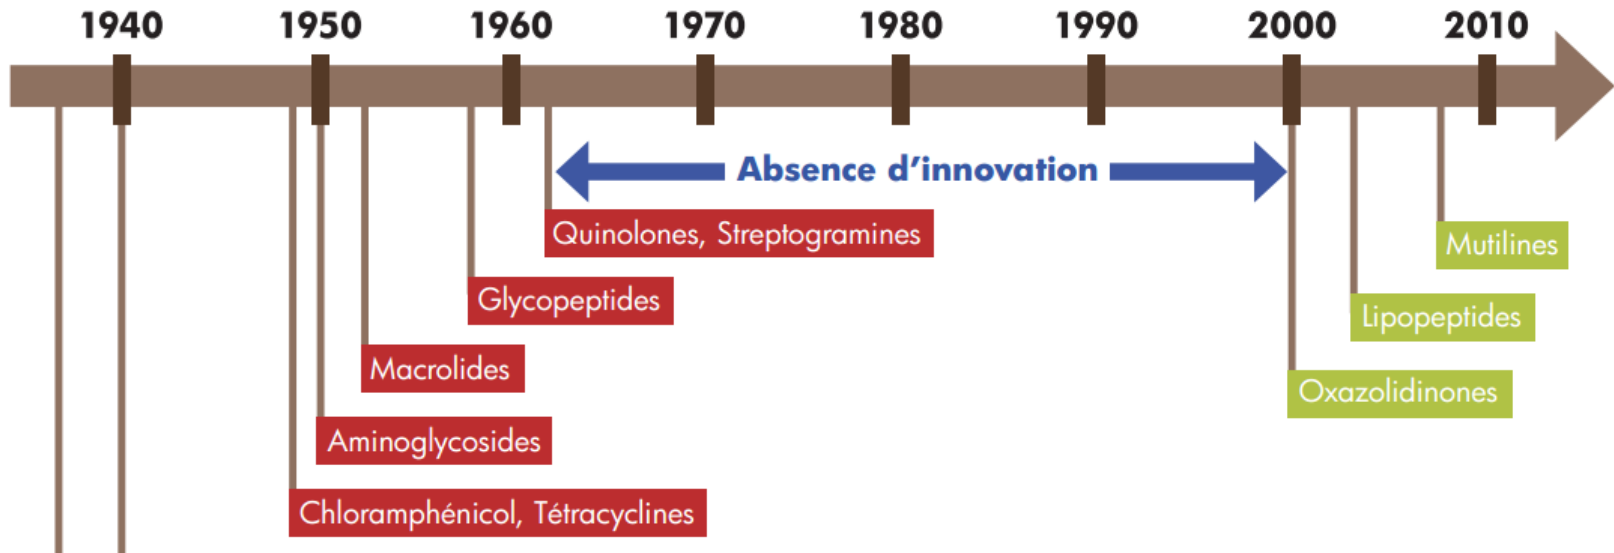 1940 1950 1960 1970 1980 1990 2000 2010
Absence d'innovation
Quinolones, Streptogramines
Mutilines
Glycopeptides
Lipopeptides
Macrolides
Oxazolidinones
Aminoglycosides
Chloramphénicol, Tétracyclines